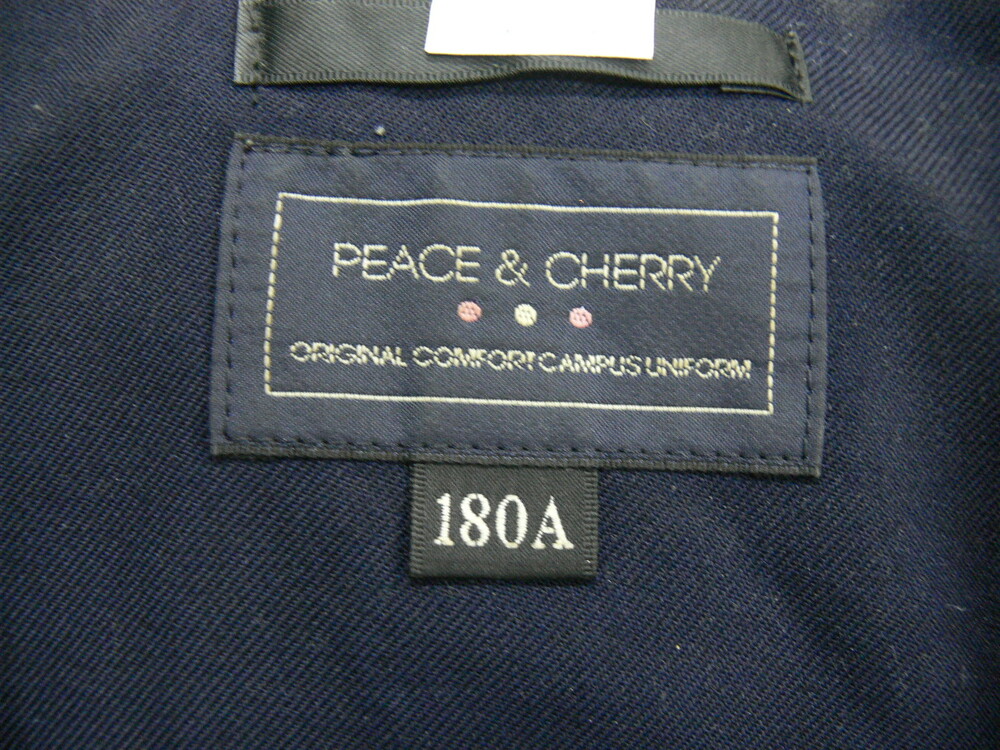 PEACE & CHERRY
ORIGINAL COMFORT CAMPUS UNIFORM
180A